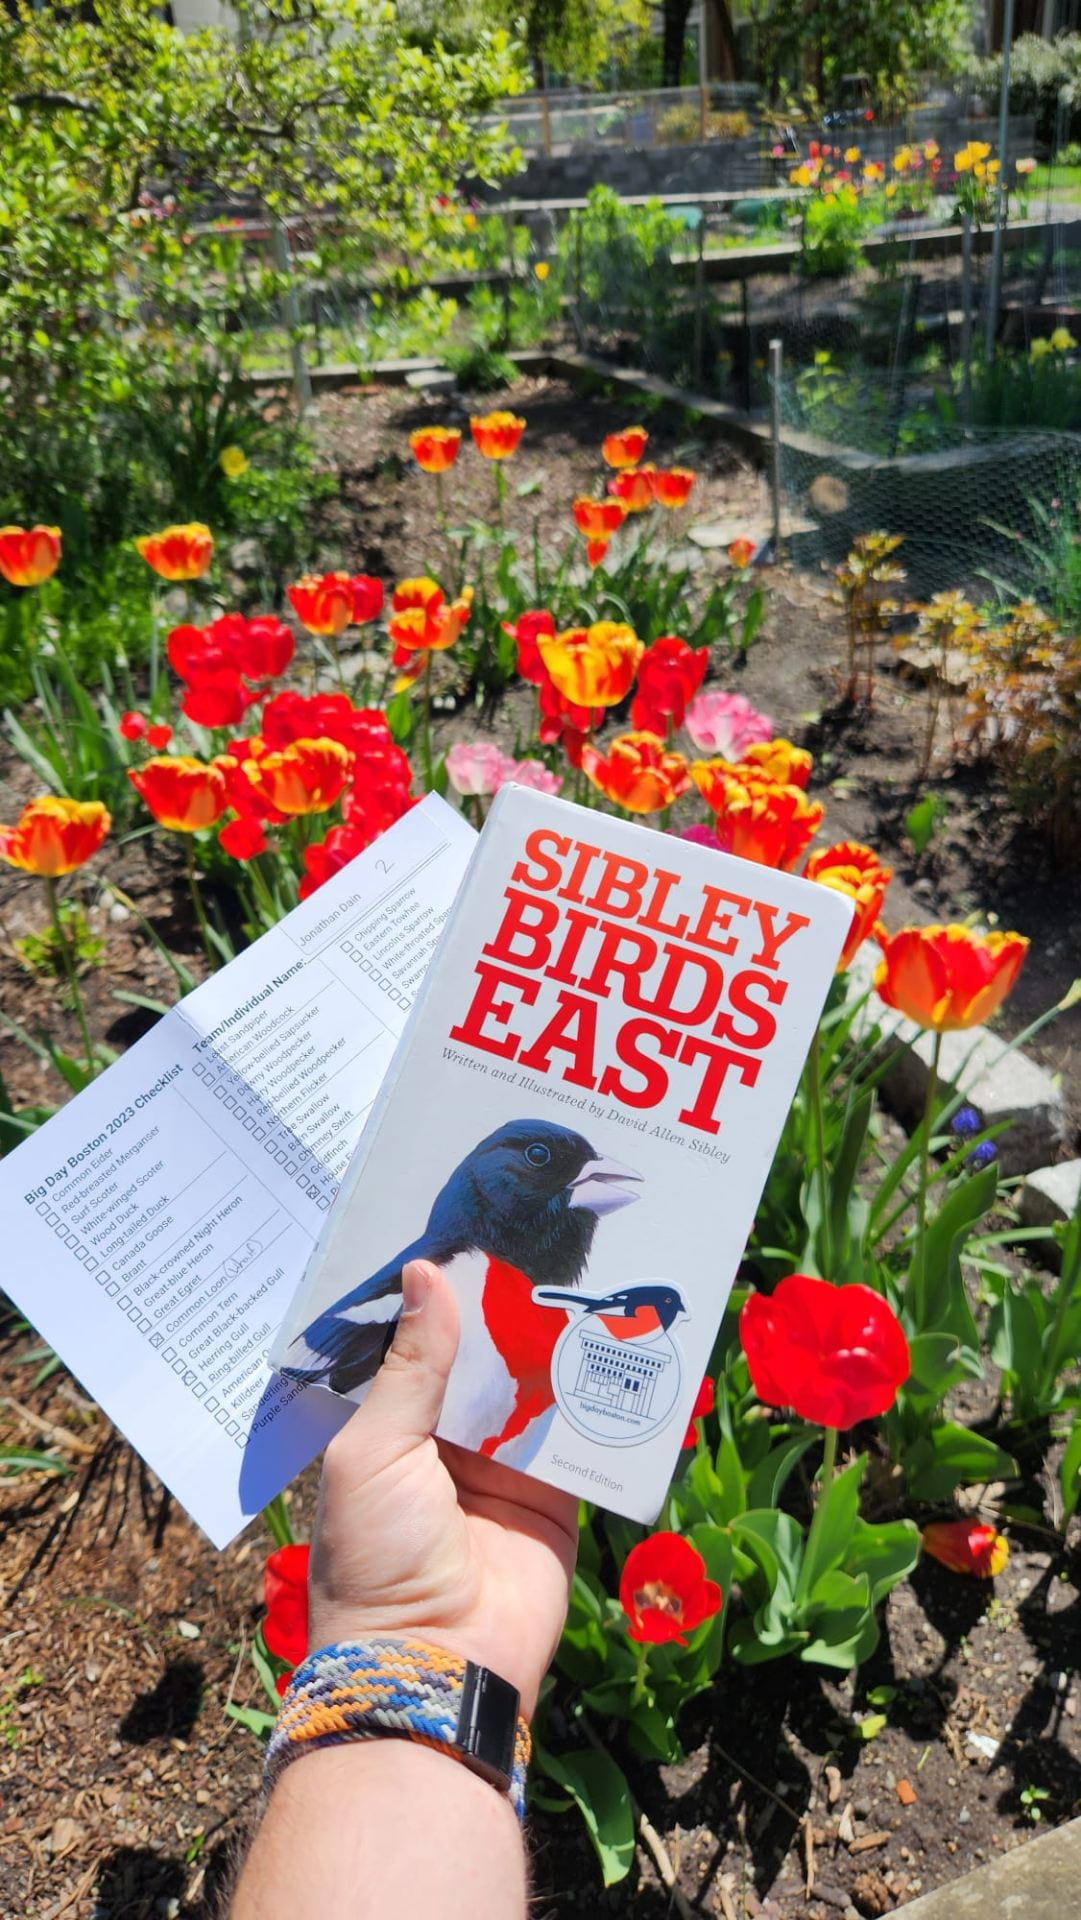 Big Day Boston 2023 Checklist
Common Eider
Red-breasted Merganser
Surf Scoter
White-winged Scoter
Wood Duck
Long-tailed Duck
Canada Goose
Brant
Black-crowned Night Heron
Great-blue Heron
Great Egret
Common Loon
Common Tern
Great Black-backed Gull
Herring Gull
Ring-billed Gull
American
Killdeer
Sanderling
Purple
Team/Individual Name:
Jonathan Dain
2
Least Sandpiper
American Woodcock
Yellow-bellied Sapsucker
Downy Woodpecker
Hairy Woodpecker
Red-bellied Woodpecker
Northern Flicker
Tree Swallow
Barn Swallow
Chimney Swift
Goldfinch
House
Chipping Sparrow
Eastern Towhee
Lincoln's Sparrow
White-throated
Savannah
SIBLEY
BIRDS
EAST
Written and Illustrated by David Allen Sibley
bigdayboston.com
Second Edition